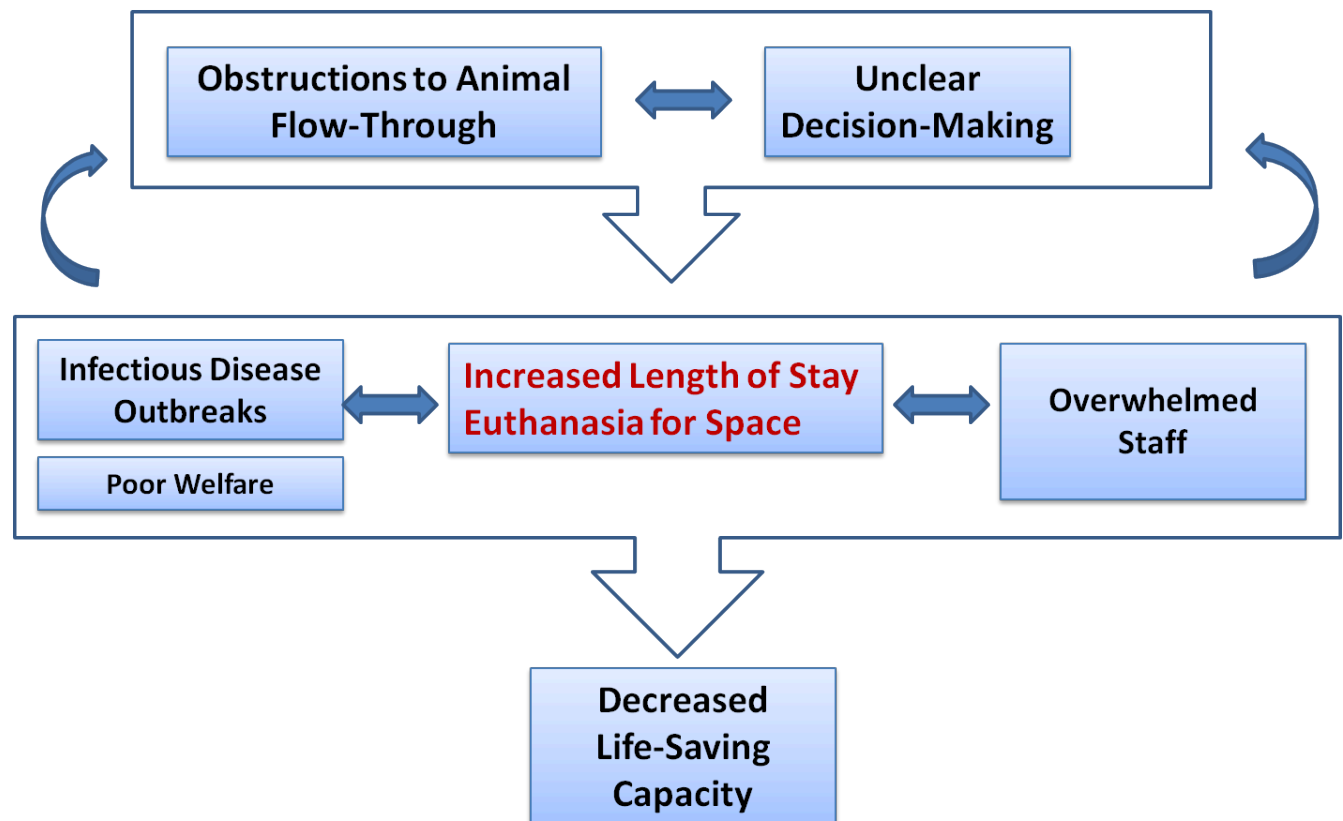 Obstructions to Animal
Flow-Through
Unclear
Decision-Making
Infectious Disease
Outbreaks
Poor Welfare
Increased Length of Stay
Euthanasia for Space
Overwhelmed
Staff
Decreased
Life-Saving
Capacity